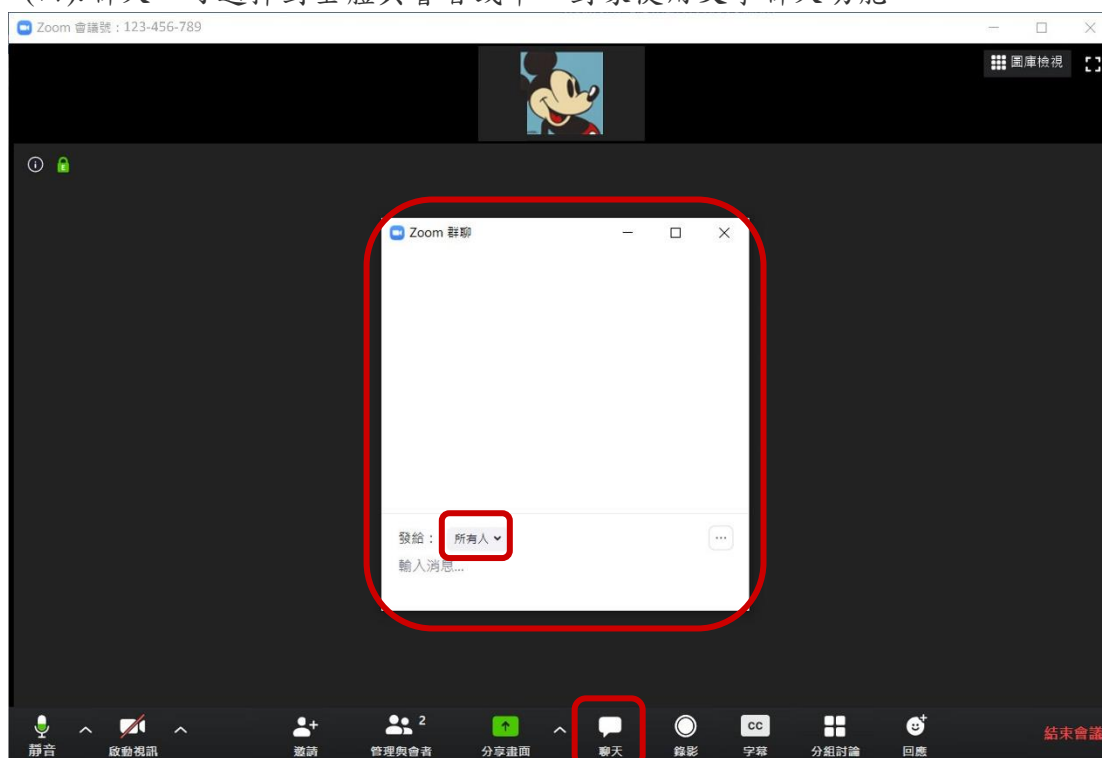 Zoom 會議號：123-456-789
圖庫檢視
Zoom 群聊
發給： 所有人
輸入消息...
靜音 啟動視訊 邀請 管理與會者 2 分享畫面 聊天 錄影 CC 字幕 分組討論 回應 結束會議